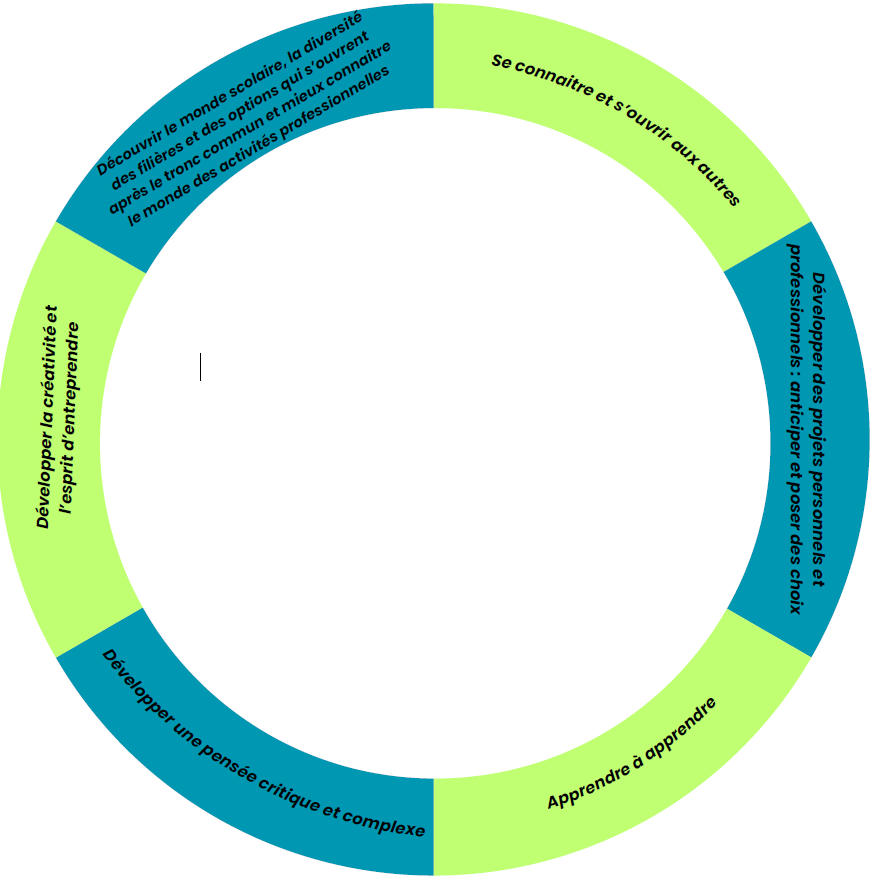 Se connaitre et s'ouvrir aux autres
Développer des projets personnels et
professionnels : anticiper et poser des choix
Apprendre à apprendre
Développer une pensée critique et complexe
Développer la créativité et
l'esprit d'entreprendre
Découvrir le monde scolaire, la diversité
des filières et des options qui s'ouvrent
après le tronc commun et mieux connaitre
le monde des activités professionnelles